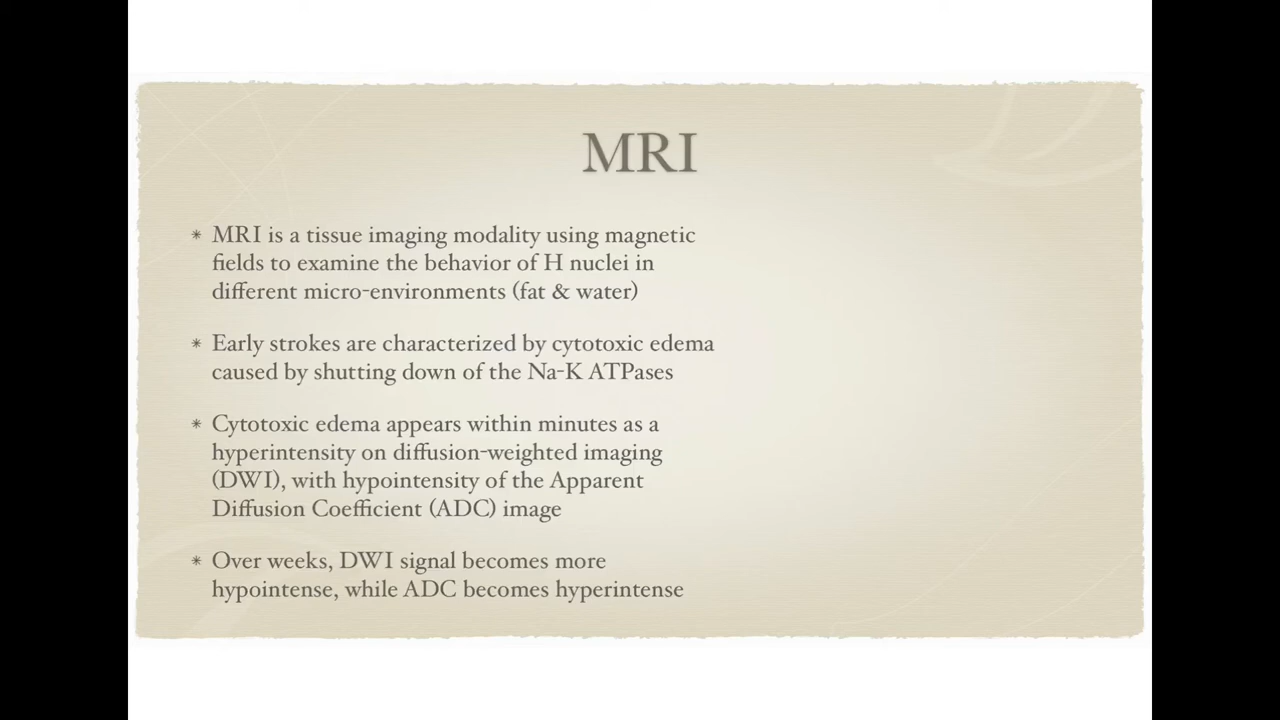 MRI
* MRI is a tissue imaging modality using magnetic
fields to examine the behavior of H nuclei in
different micro-environments (fat & water)
* Early strokes are characterized by cytotoxic edema
caused by shutting down of the Na-K ATPases
* Cytotoxic edema appears within minutes as a
hyperintensity on diffusion-weighted imaging
(DWI), with hypointensity of the Apparent
Diffusion Coefficient (ADC) image
* Over weeks, DWI signal becomes more
hypointense, while ADC becomes hyperintense